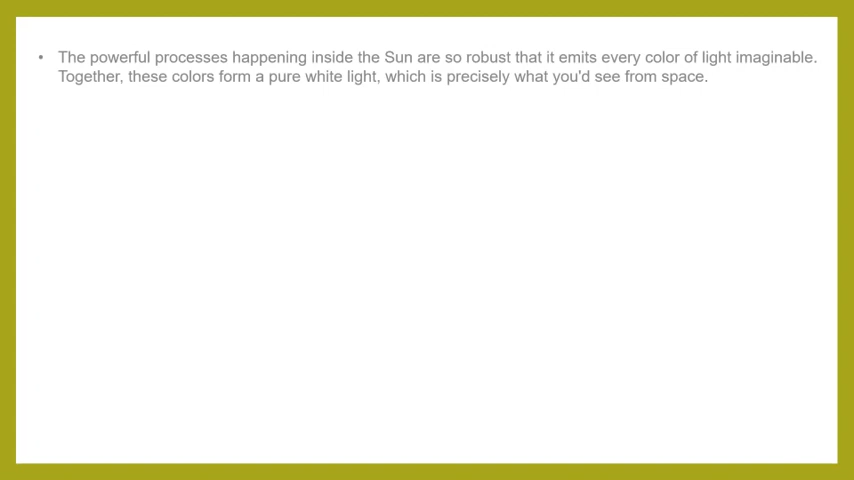 • The powerful processes happening inside the Sun are so robust that it emits every color of light imaginable.
Together, these colors form a pure white light, which is precisely what you'd see from space.